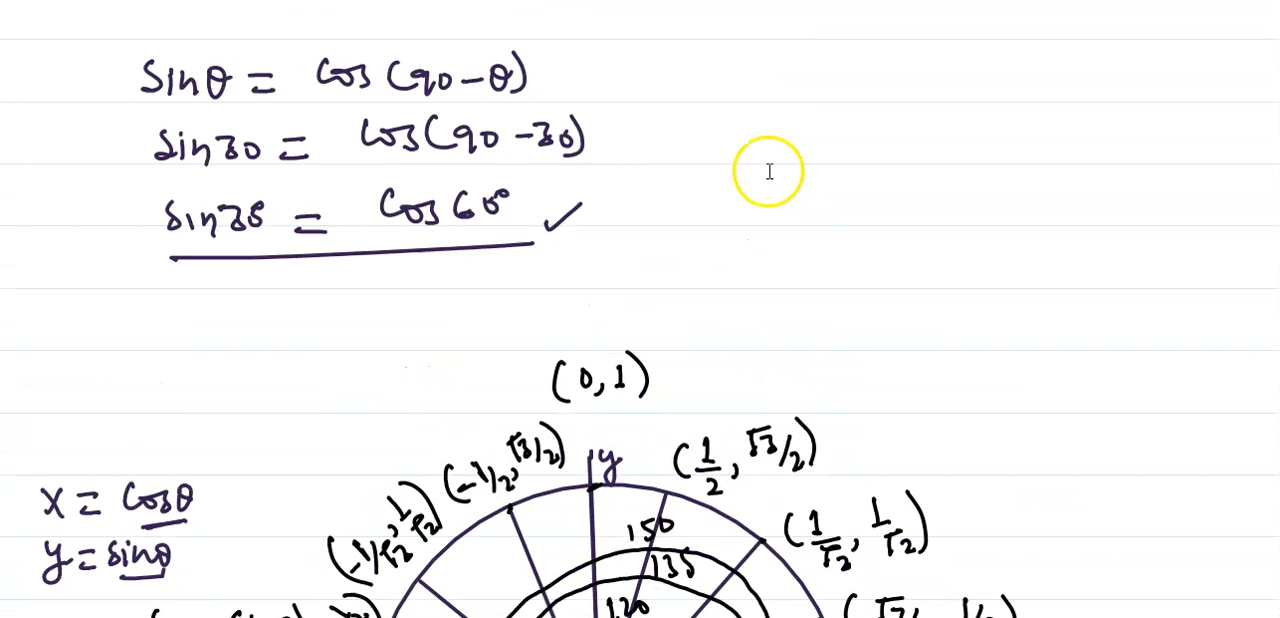 sinθ = cos(90-θ)
sin30 = cos(90-30)
sin30° = cos60° ✓
(0,1)
y
(-1/2, √3/2)
(1/2, √3/2)
x = cosθ
(-1/√2, 1/√2)
(1/√2, 1/√2)
150
y = sinθ
135
120